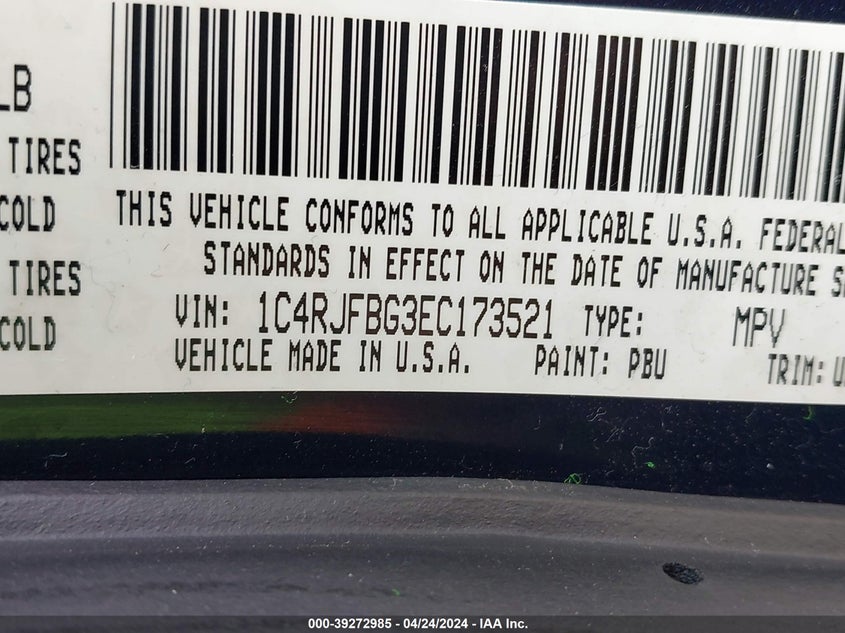 LB
TIRES
COLD
TIRES
COLD
THIS VEHICLE CONFORMS TO ALL APPLICABLE U.S.A. FEDERAL
STANDARDS IN EFFECT ON THE DATE OF MANUFACTURE
VIN: 1C4RJFBG3EC173521 TYPE: MPV
VEHICLE MADE IN U.S.A. PAINT: PBU TRIM:
000-39272985 - 04/24/2024 - IAA Inc.